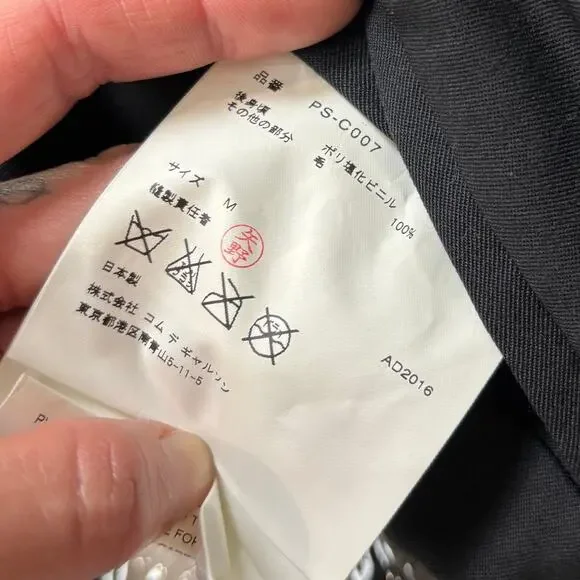 品番 PS-C007
後身頃 ポリ塩化ビニル
その他の部分 毛 100%
サイズ M
縫製責任者 矢野
日本製
株式会社 コム デ ギャルソン
東京都港区南青山5-11-5
AD2016